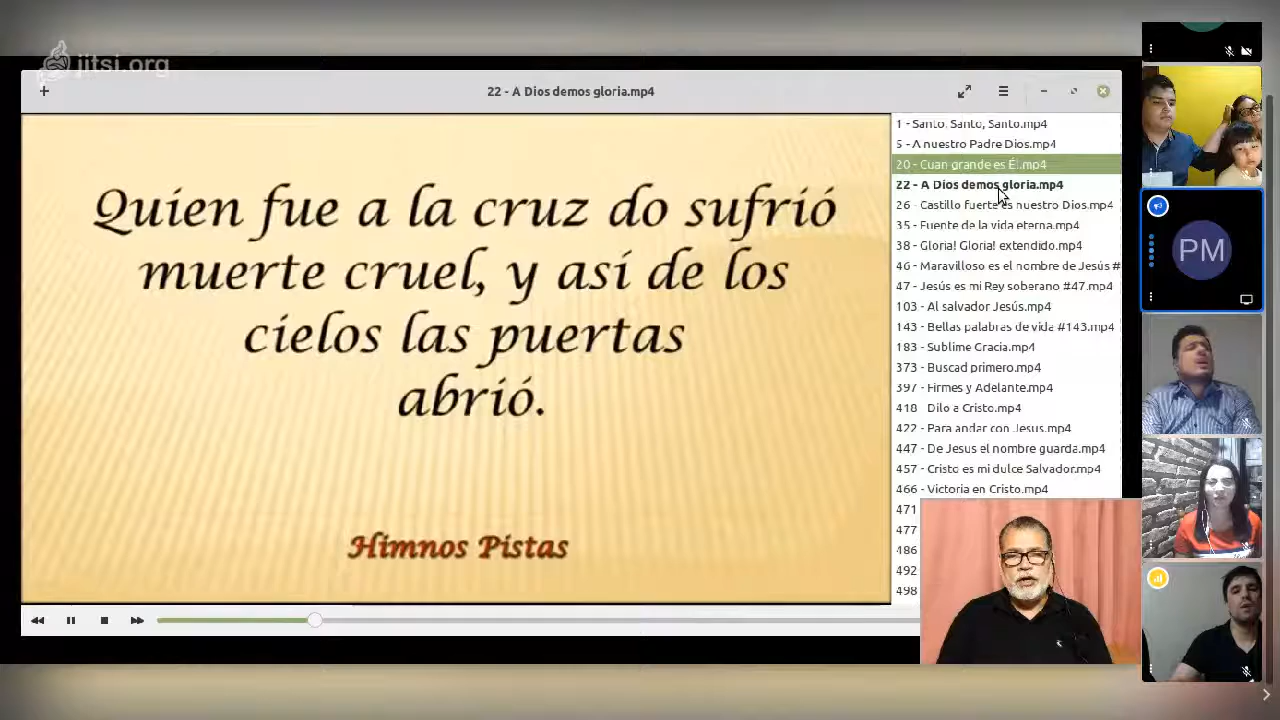 jitsi.org
22 - A Dios demos gloria.mp4
Quien fue a la cruz do sufrió
muerte cruel, y así de los
cielos las puertas
abrió.
Himnos Pistas
1 - Santo, Santo, Santo.mp4
5 - A nuestro Padre Dios.mp4
20 - Cuan grande es Él.mp4
22 - A Dios demos gloria.mp4
26 - Castillo fuerte es nuestro Dios.mp4
35 - Fuente de la vida eterna.mp4
38 - Gloria! Gloria! extendido.mp4
46 - Maravilloso es el nombre de Jesús #
47 - Jesús es mi Rey soberano #47.mp4
103 - Al salvador Jesús.mp4
143 - Bellas palabras de vida #143.mp4
183 - Sublime Gracia.mp4
373 - Buscad primero.mp4
397 - Firmes y Adelante.mp4
418 - Dilo a Cristo.mp4
422 - Para andar con Jesus.mp4
447 - De Jesus el nombre guarda.mp4
457 - Cristo es mi dulce Salvador.mp4
466 - Victoria en Cristo.mp4
471
477
486
492
498
PM